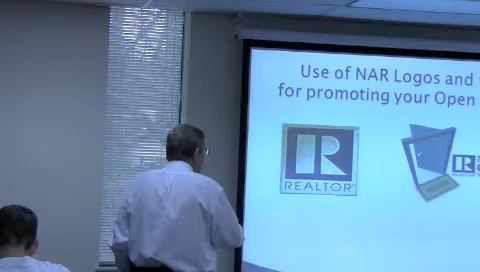 Use of NAR Logos and
for promoting your Open
R
REALTOR®
R